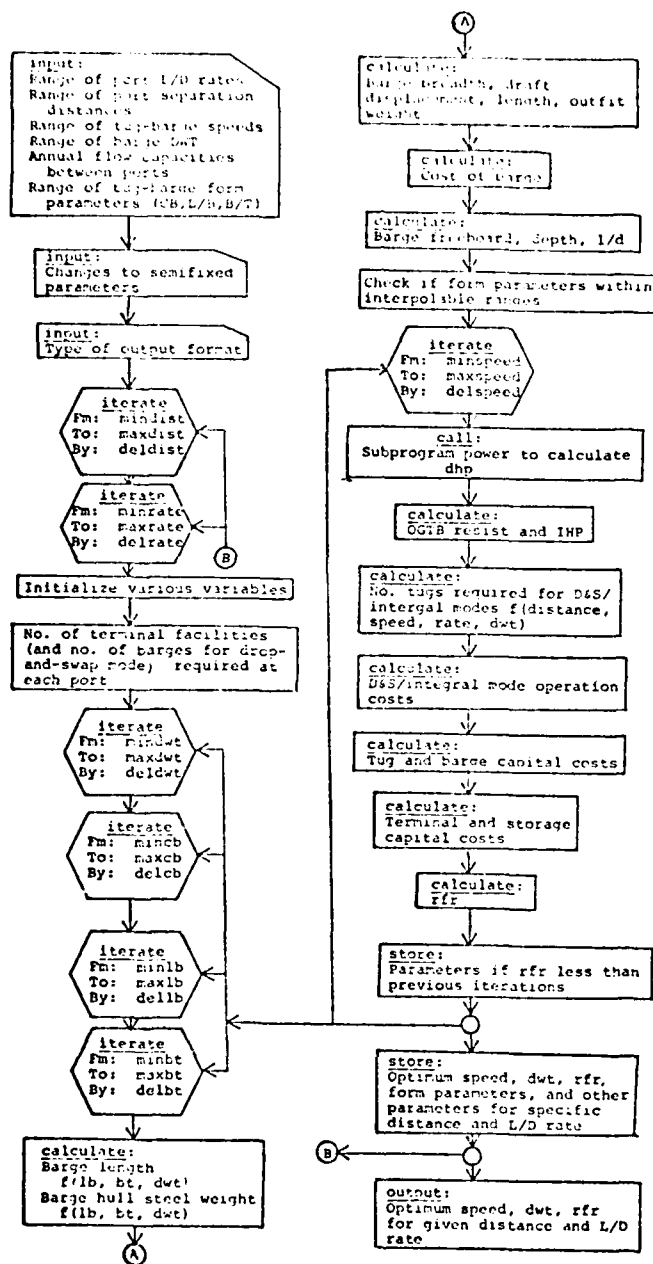 input:
Range of port L/D rates
Range of port separation
distances
Range of tug-barge speeds
Range of barge DWT
Annual flow capacities
between ports
Range of tug-barge form
parameters (CB,L/B,B/T)
input:
Changes to semifixed
parameters
input:
Type of output format
iterate
Fm: mindist
To: maxdist
By: deldist
iterate
Fm: minrate
To: maxrate
By: delrate
B
Initialize various variables
No. of terminal facilities
(and no. of barges for drop-
and-swap mode) required at
each port
iterate
Fm: mindwt
To: maxdwt
By: deldwt
iterate
Fm: mincb
To: maxcb
By: delcb
iterate
Fm: minlb
To: maxlb
By: dellb
iterate
Fm: minbt
To: maxbt
By: delbt
calculate:
Barge length
f(lb, bt, dwt)
Barge hull steel weight
f(lb, bt, dwt)
A
A
calculate:
Barge breadth, draft
displacement, length, outfit
weight
calculate:
Cost of barge
calculate:
Barge freeboard, depth, l/d
Check if form parameters within
interpolible ranges
iterate
Fm: minspeed
To: maxspeed
By: delspeed
call:
Subprogram power to calculate
dhp
calculate:
OGTB resist and IHP
calculate:
No. tugs required for D&S/
intergal modes f(distance,
speed, rate, dwt)
calculate:
D&S/integral mode operation
costs
calculate:
Tug and barge capital costs
calculate:
Terminal and storage
capital costs
calculate:
rfr
store:
Parameters if rfr less than
previous iterations
store:
Optimum speed, dwt, rfr,
form parameters, and other
parameters for specific
distance and L/D rate
B
output:
Optimum speed, dwt, rfr
for given distance and L/D
rate